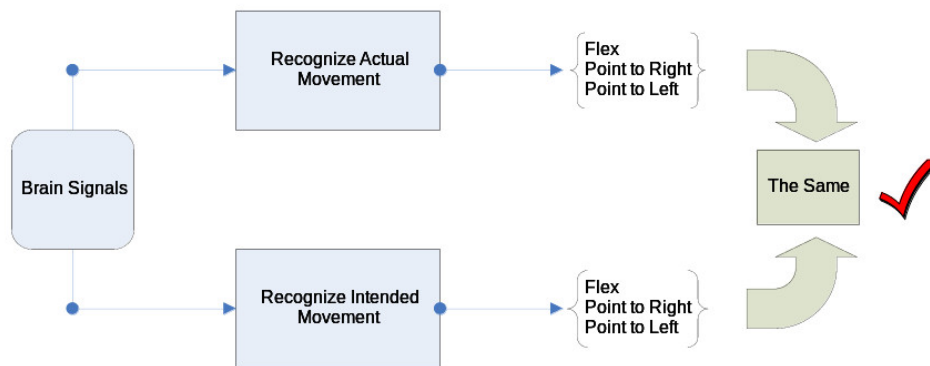 Recognize Actual
Movement
Flex
Point to Right
Point to Left
Brain Signals
The Same
Recognize Intended
Movement
Flex
Point to Right
Point to Left